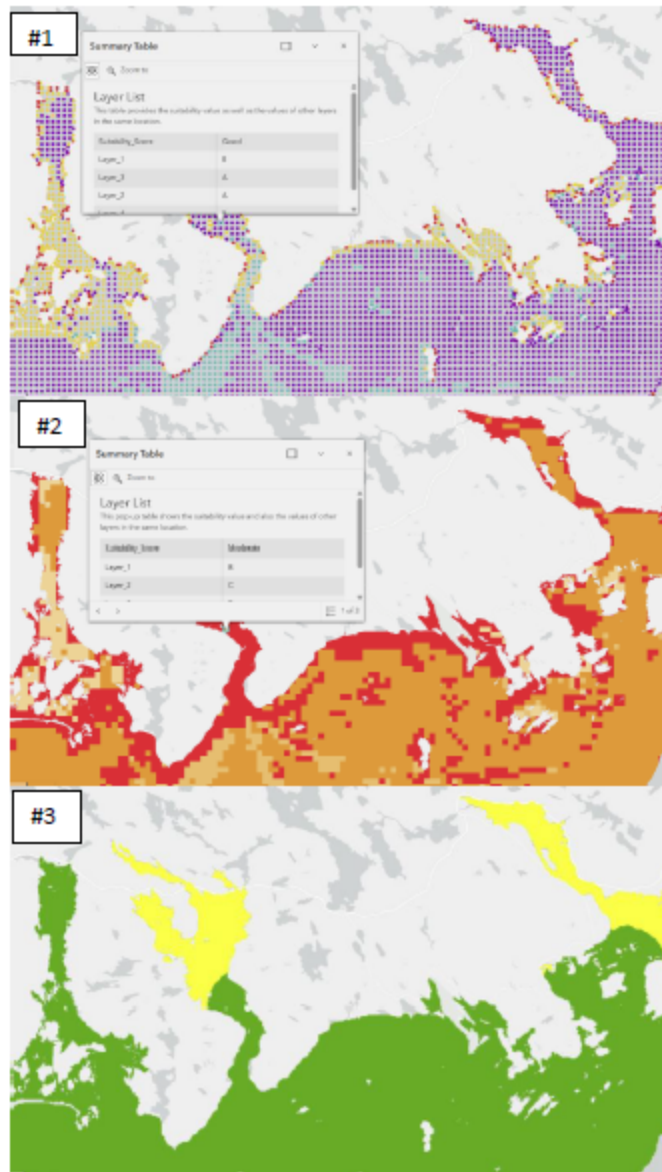 #1
Summary Table
Zoom to
Layer List
This table provides the suitability value as well as the values of other layers
in the same location.
Suitability_Score Good
Layer_1 B
Layer_3 A
Layer_2 A
#2
Summary Table
Zoom to
Layer List
This popup table shows the suitability value and also the values of other
layers in the same location.
Suitability_Score Moderate
Layer_1 B
Layer_2 C
1 of 3
#3